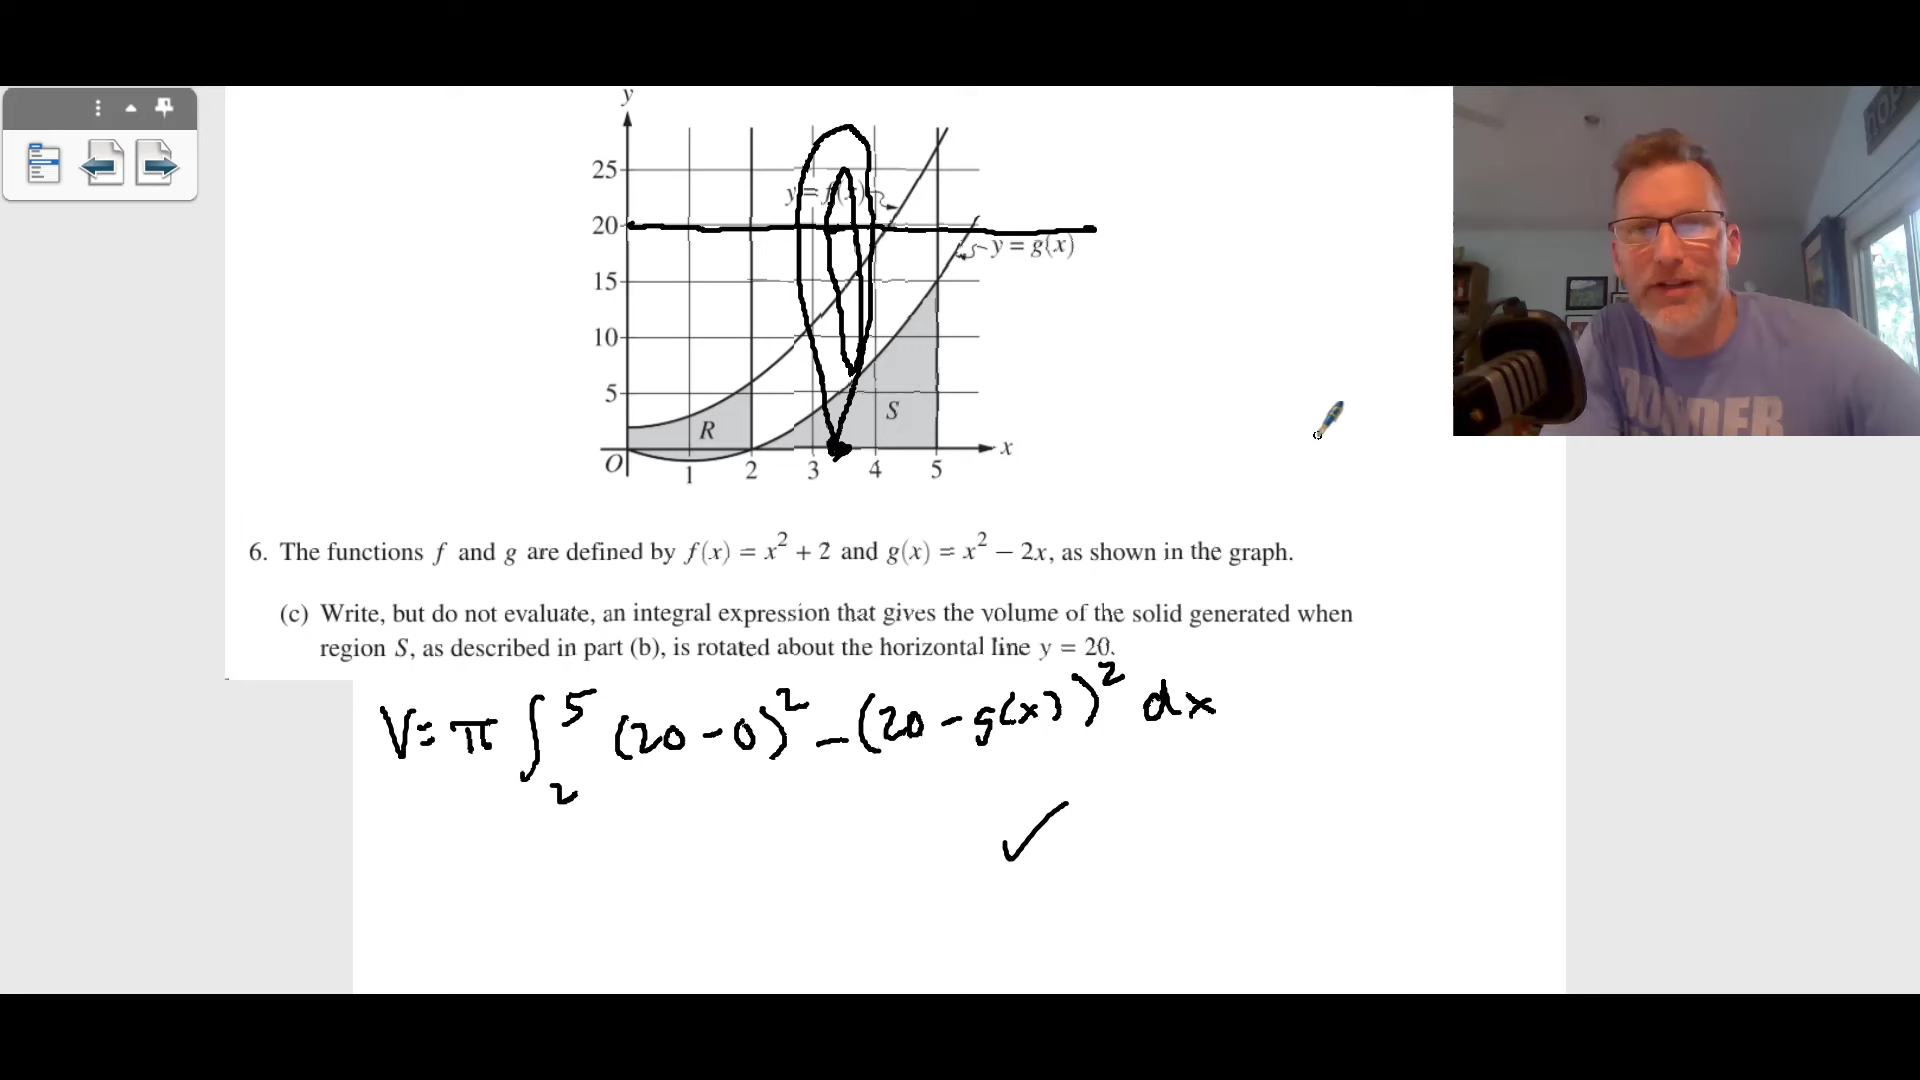 y
25
y = f(x)
20
y = g(x)
15
10
5
R
S
x
O
1 2 3 4 5
6. The functions f and g are defined by f(x) = x² + 2 and g(x) = x² − 2x, as shown in the graph.
(c) Write, but do not evaluate, an integral expression that gives the volume of the solid generated when
region S, as described in part (b), is rotated about the horizontal line y = 20.
V = π ∫₂⁵ (20 − 0)² − (20 − g(x))² dx